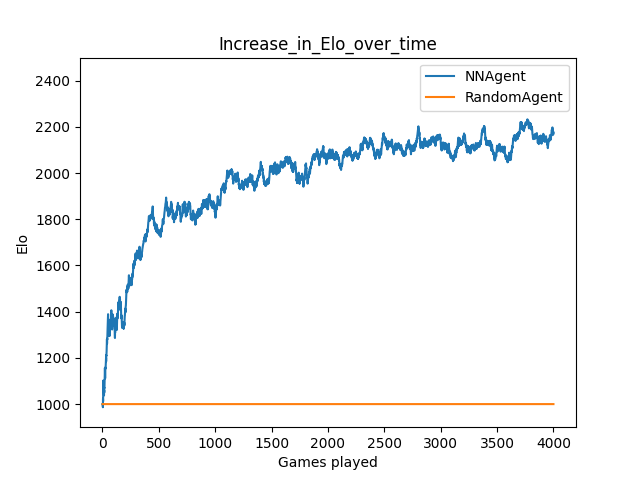 Increase_in_Elo_over_time
NNAgent
RandomAgent
2400
2200
2000
1800
1600
1400
1200
1000
Elo
0 500 1000 1500 2000 2500 3000 3500 4000
Games played